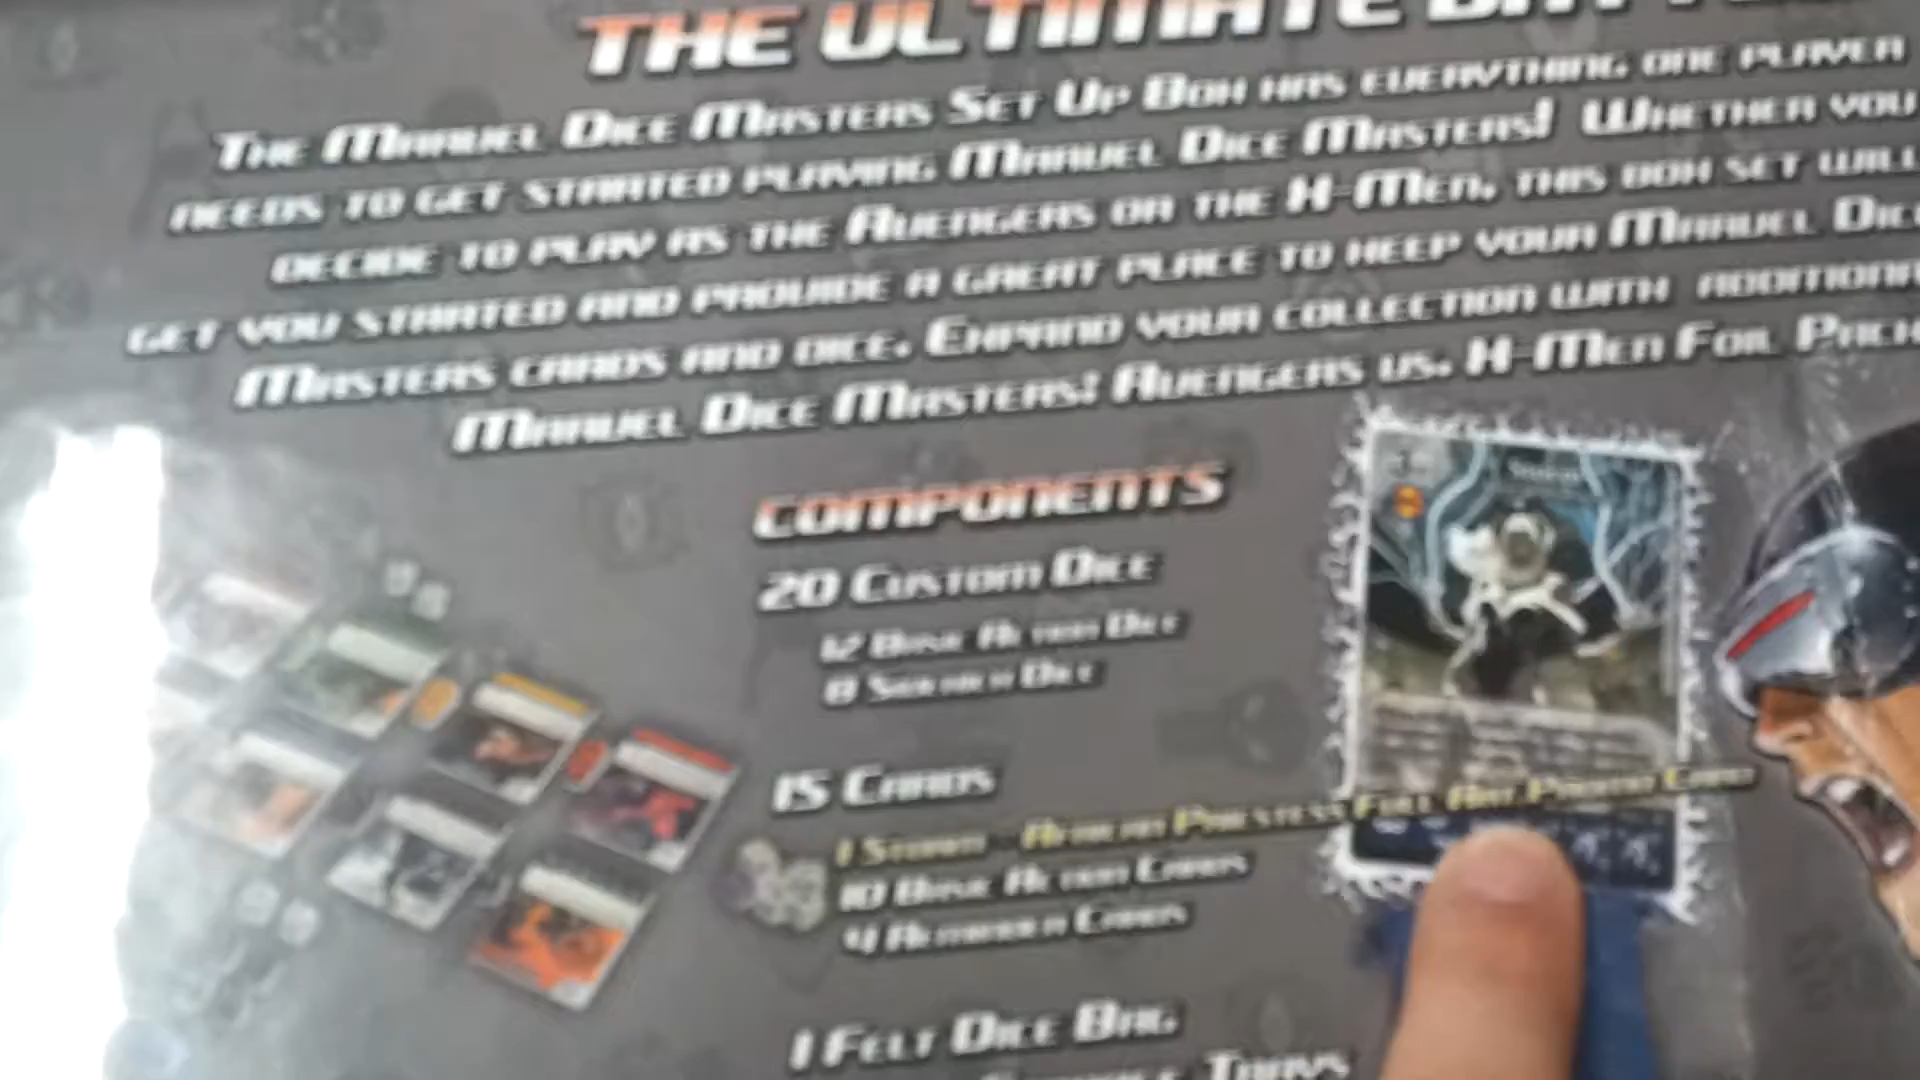 THE ULTIMATE
THE MARVEL DICE MASTERS SET UP BOX HAS EVERYTHING ONE PLAYER
NEEDS TO GET STARTED PLAYING MARVEL DICE MASTERS! WHETHER YOU
DECIDE TO PLAY AS THE AVENGERS OR THE X-MEN, THIS BOX SET WILL
GET YOU STARTED AND PROVIDE A GREAT PLACE TO KEEP YOUR MARVEL
MASTERS CARDS AND DICE. EXPAND YOUR COLLECTION WITH
MARVEL DICE MASTERS: AVENGERS VS. X-MEN FOIL
COMPONENTS
20 CUSTOM DICE
12 BASIC ACTION DICE
8 SIDEKICK DICE
15 CARDS
1 STORM - AFRICAN PRIESTESS FULL ART PROMO CARD
10 BASIC ACTION CARDS
4 CARDS
1 FELT DICE BAG
TRAYS